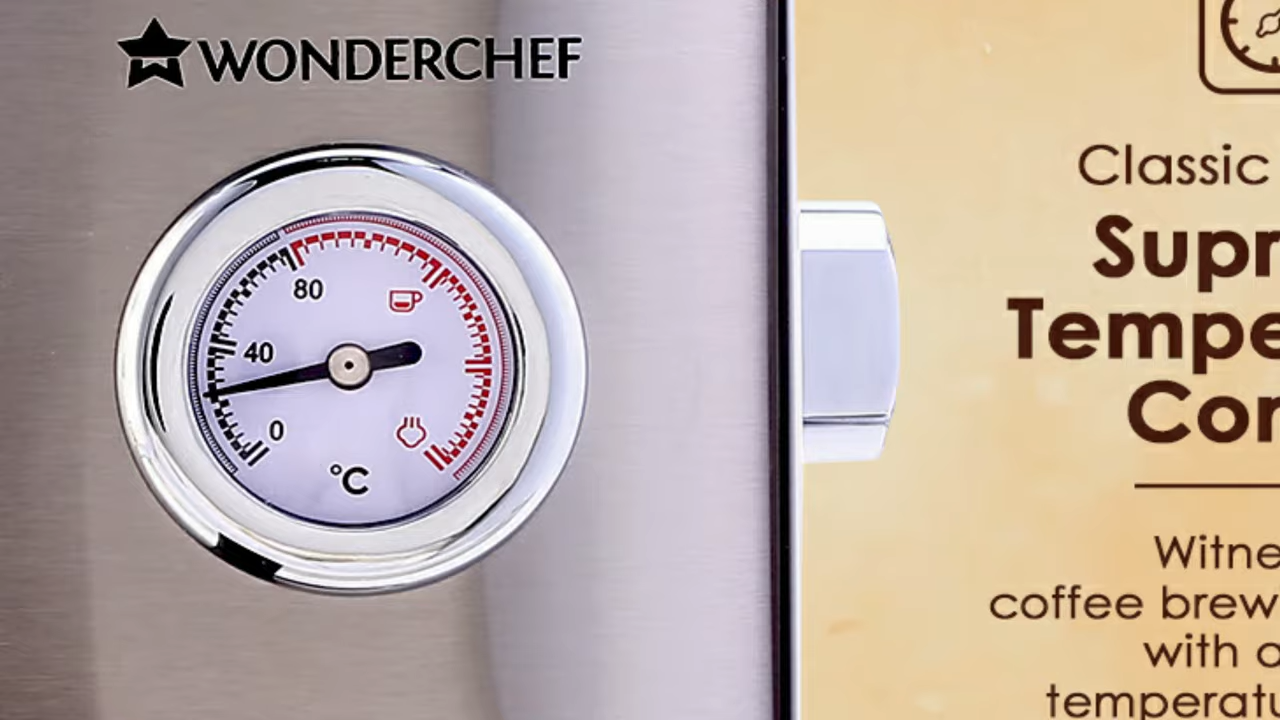 WONDERCHEF
80
40
0
°C
Classic
Supr
Tempe
Cor
Witne
coffee brew
with
temperatu